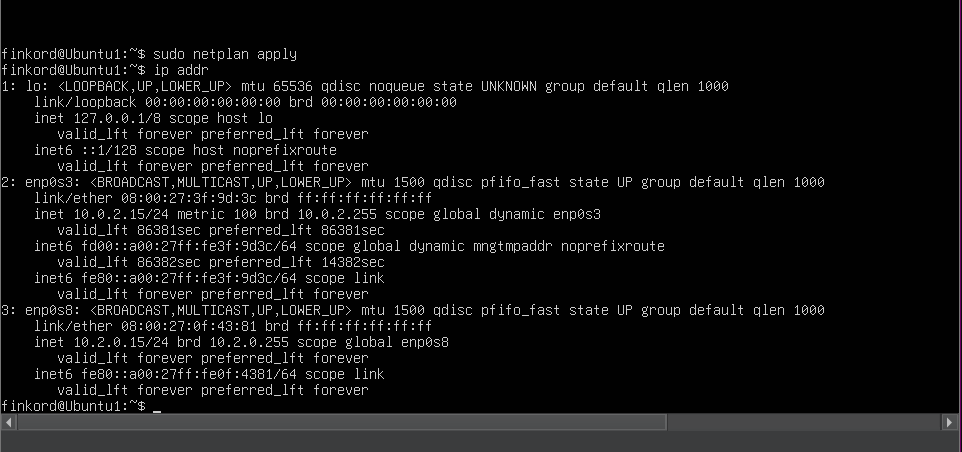 finkord@Ubuntu1:~$ sudo netplan apply
finkord@Ubuntu1:~$ ip addr
1: lo: <LOOPBACK,UP,LOWER_UP> mtu 65536 qdisc noqueue state UNKNOWN group default qlen 1000
    link/loopback 00:00:00:00:00:00 brd 00:00:00:00:00:00
    inet 127.0.0.1/8 scope host lo
       valid_lft forever preferred_lft forever
    inet6 ::1/128 scope host noprefixroute
       valid_lft forever preferred_lft forever
2: enp0s3: <BROADCAST,MULTICAST,UP,LOWER_UP> mtu 1500 qdisc pfifo_fast state UP group default qlen 1000
    link/ether 08:00:27:3f:9d:3c brd ff:ff:ff:ff:ff:ff
    inet 10.0.2.15/24 metric 100 brd 10.0.2.255 scope global dynamic enp0s3
       valid_lft 86381sec preferred_lft 86381sec
    inet6 fd00::a00:27ff:fe3f:9d3c/64 scope global dynamic mngtmpaddr noprefixroute
       valid_lft 86382sec preferred_lft 14382sec
    inet6 fe80::a00:27ff:fe3f:9d3c/64 scope link
       valid_lft forever preferred_lft forever
3: enp0s8: <BROADCAST,MULTICAST,UP,LOWER_UP> mtu 1500 qdisc pfifo_fast state UP group default qlen 1000
    link/ether 08:00:27:0f:43:81 brd ff:ff:ff:ff:ff:ff
    inet 10.2.0.15/24 brd 10.2.0.255 scope global enp0s8
       valid_lft forever preferred_lft forever
    inet6 fe80::a00:27ff:fe0f:4381/64 scope link
       valid_lft forever preferred_lft forever
finkord@Ubuntu1:~$ _